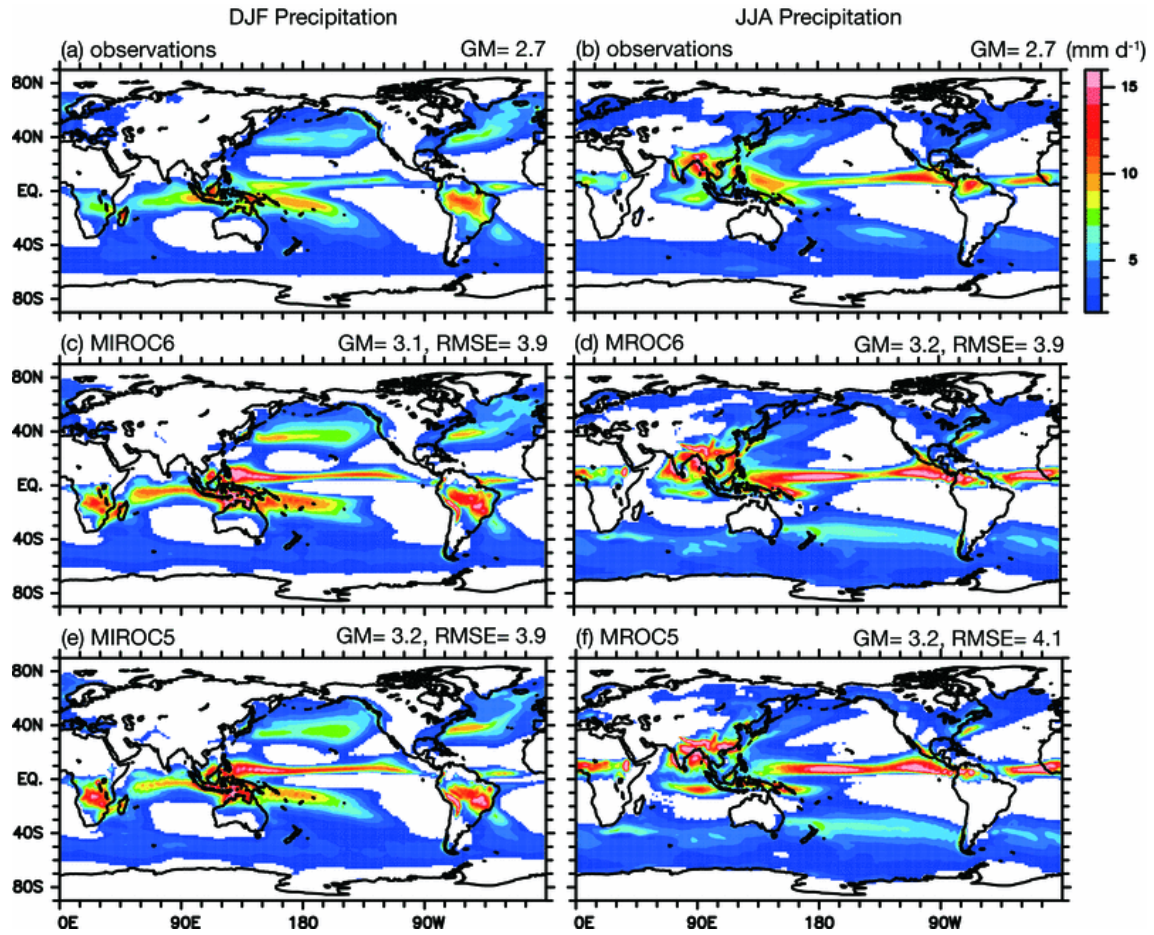 DJF Precipitation JJA Precipitation
(a) observations GM= 2.7 (b) observations GM= 2.7 (mm d⁻¹)
80N
40N
EQ.
40S
80S
15
10
5
(c) MIROC6 GM= 3.1, RMSE= 3.9 (d) MROC6 GM= 3.2, RMSE= 3.9
80N
40N
EQ.
40S
80S
(e) MIROC5 GM= 3.2, RMSE= 3.9 (f) MROC5 GM= 3.2, RMSE= 4.1
80N
40N
EQ.
40S
80S
0E 90E 180 90W 0E 90E 180 90W